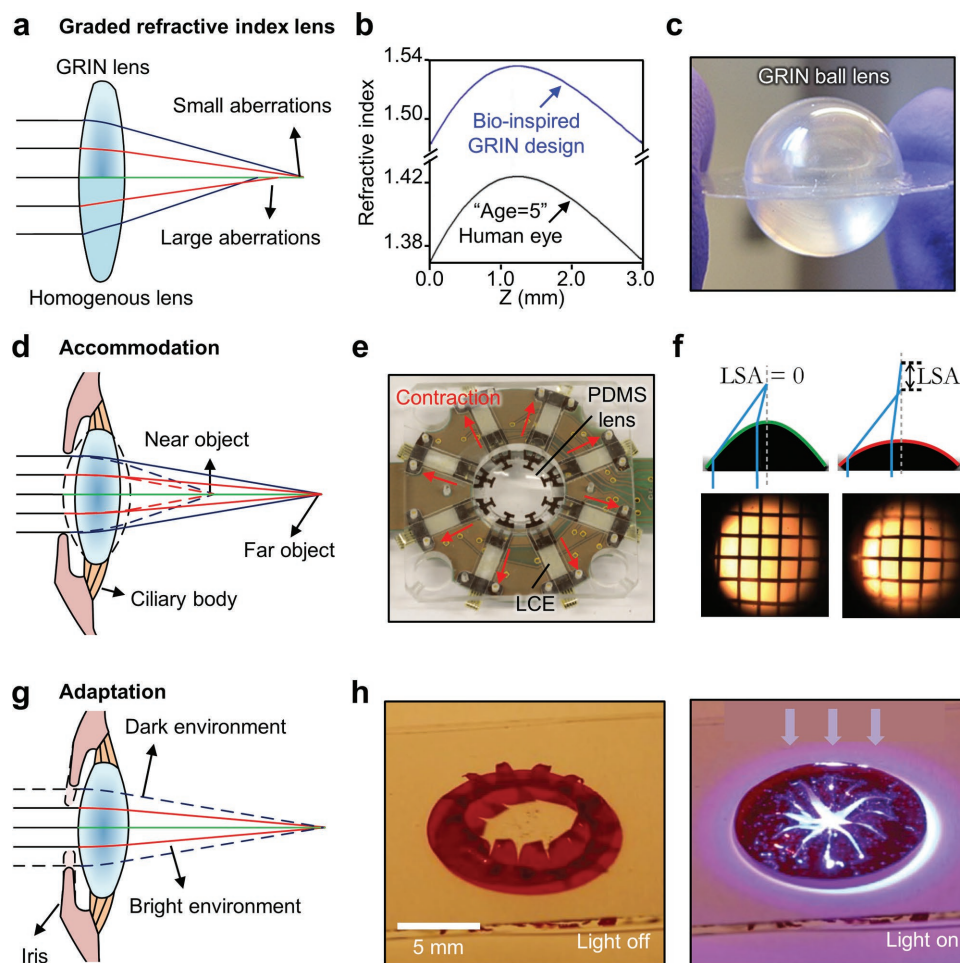 a Graded refractive index lens
GRIN lens
Small aberrations
Large aberrations
Homogenous lens
b
1.54
1.50
1.42
1.38
Refractive index
Bio-inspired
GRIN design
“Age=5”
Human eye
0.0 1.0 2.0 3.0
Z (mm)
c
GRIN ball lens
d Accommodation
Near object
Far object
Ciliary body
e
Contraction
PDMS
lens
LCE
f
LSA = 0
LSA
g Adaptation
Dark environment
Bright environment
Iris
h
5 mm
Light off
Light on